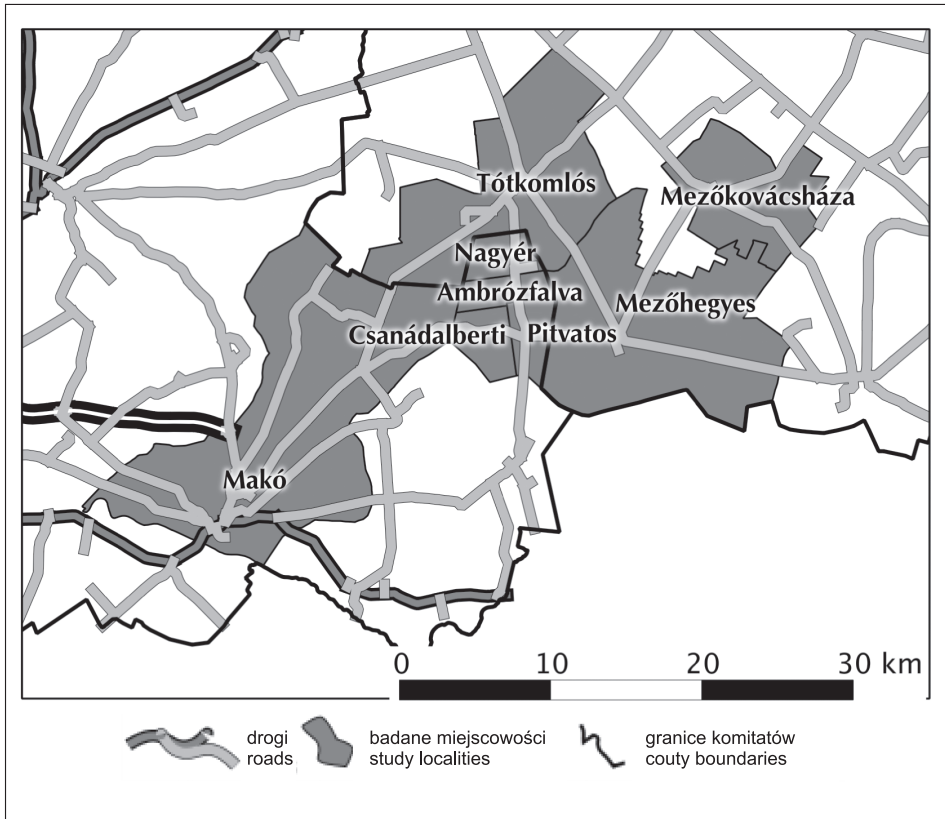 Tótkomlós
Mezőkovácsháza
Nagyér
Ambrózfalva
Mezőhegyes
Csanádalberti
Pitvatos
Makó
0 10 20 30 km
drogi
roads
badane miejscowości
study localities
granice komitatów
couty boundaries